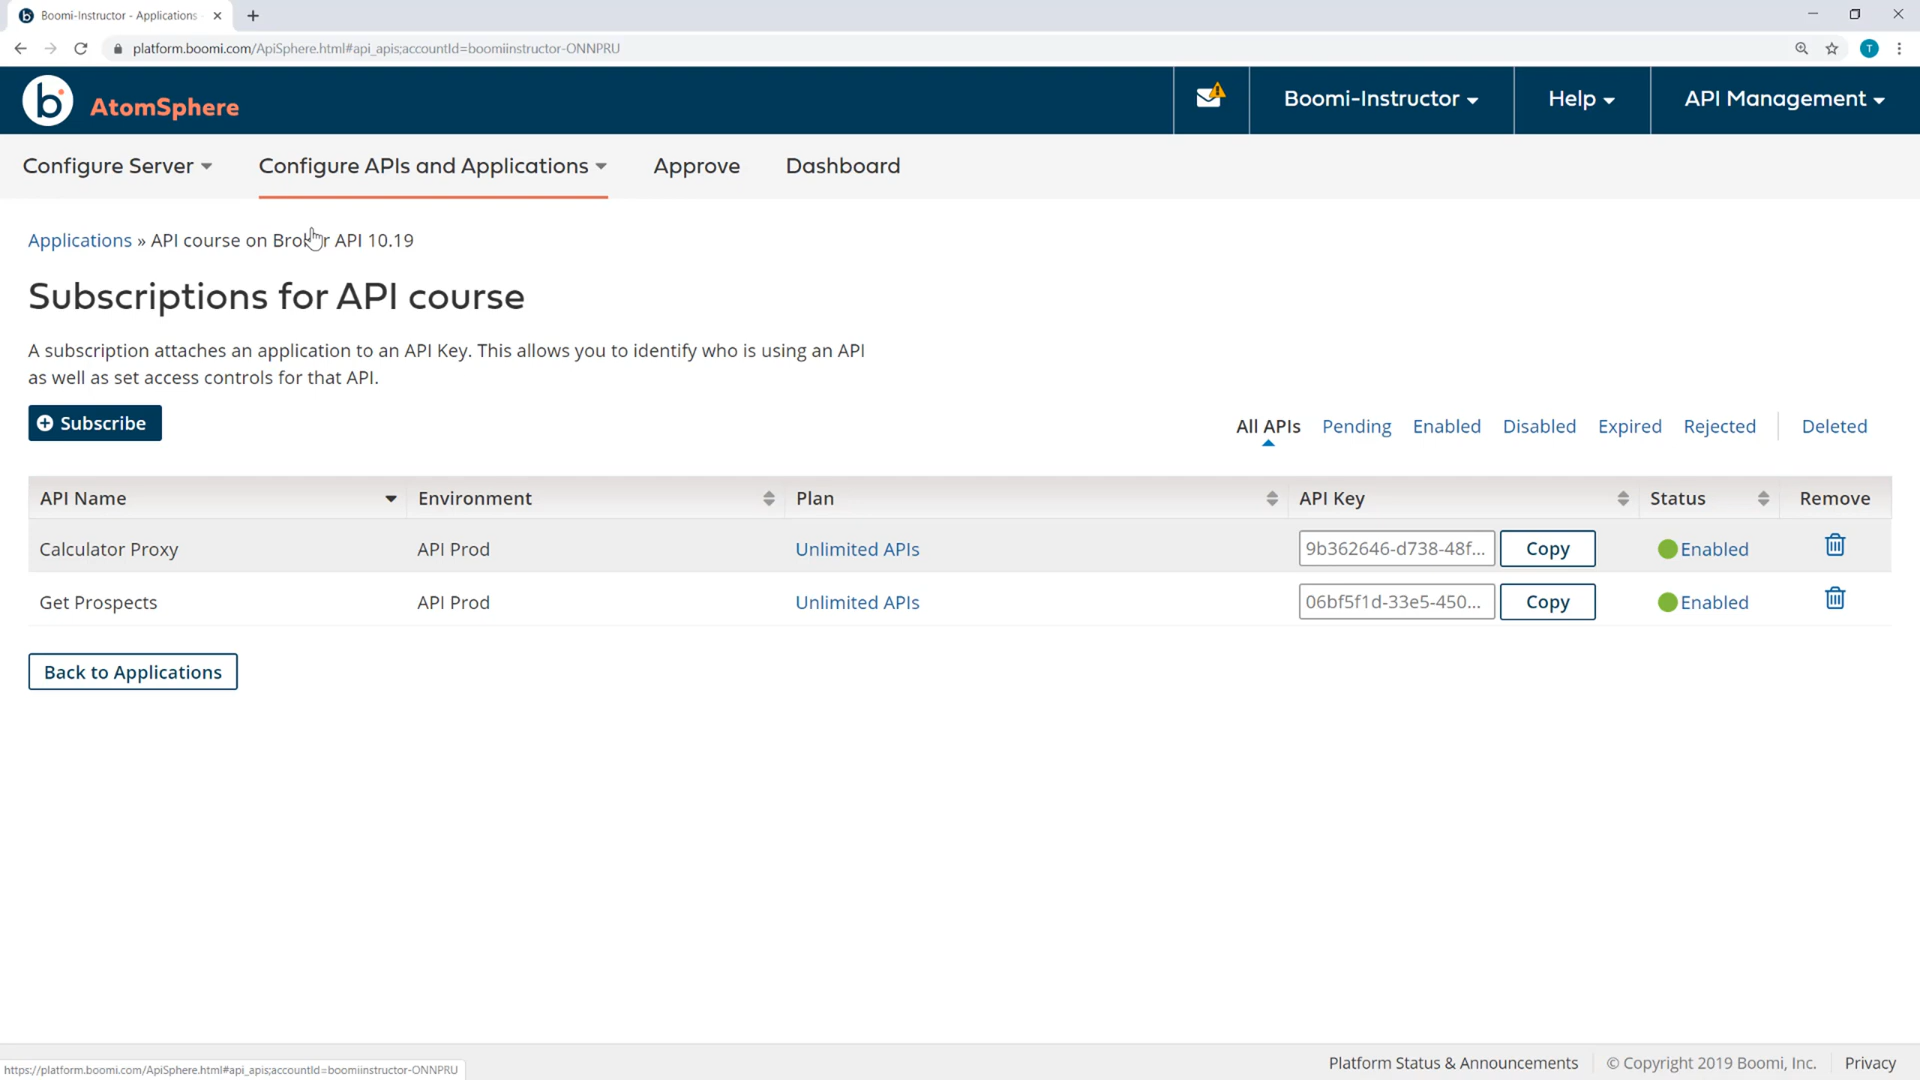 Boomi-Instructor - Applications
platform.boomi.com/ApiSphere.html#api_apis;accountId=boomiinstructor-ONNPRU
T
b AtomSphere
Boomi-Instructor
Help
API Management
Configure Server
Configure APIs and Applications
Approve
Dashboard
Applications » API course on Broker API 10.19
Subscriptions for API course
A subscription attaches an application to an API Key. This allows you to identify who is using an API
as well as set access controls for that API.
Subscribe
All APIs Pending Enabled Disabled Expired Rejected Deleted
API Name Environment Plan API Key Status Remove
Calculator Proxy API Prod Unlimited APIs 9b362646-d738-48f... Copy Enabled
Get Prospects API Prod Unlimited APIs 06bf5f1d-33e5-450... Copy Enabled
Back to Applications
Platform Status & Announcements © Copyright 2019 Boomi, Inc. Privacy
https://platform.boomi.com/ApiSphere.html#api_apis;accountId=boomiinstructor-ONNPRU